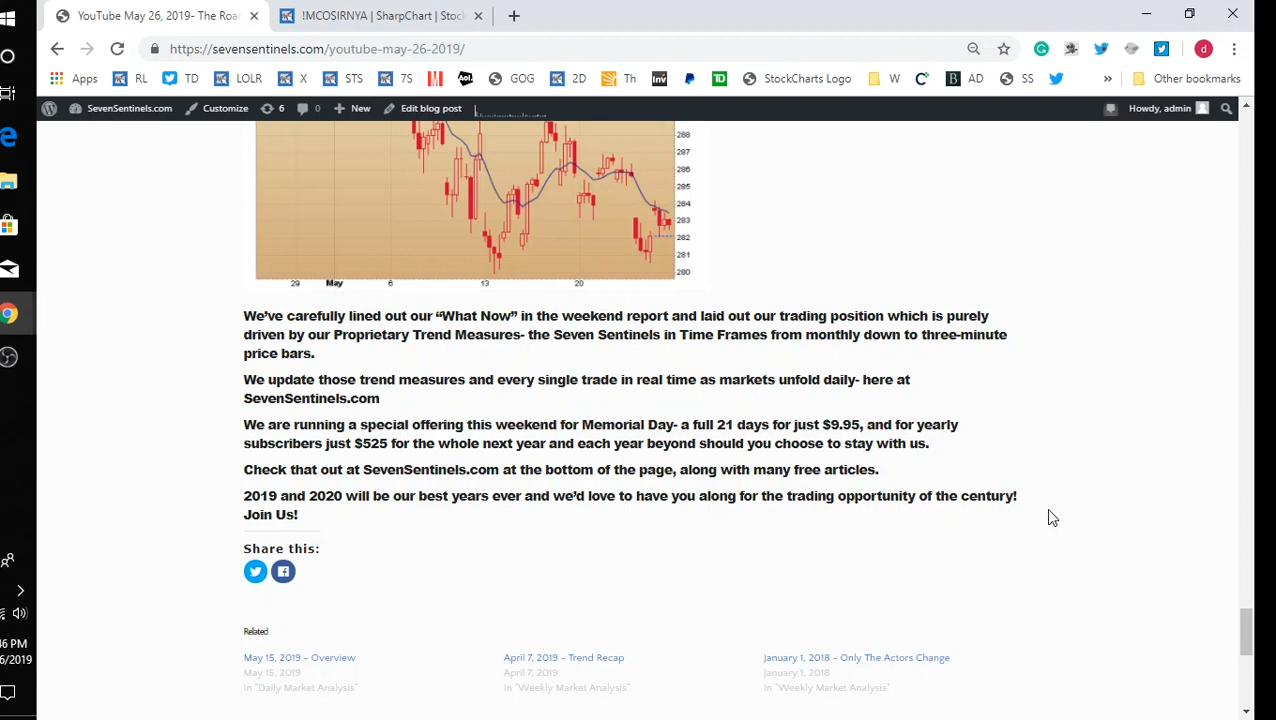 YouTube May 26, 2019- The Roar
!MCOSIRNYA | SharpChart | Stock
https://sevensentinels.com/youtube-may-26-2019/
Apps RL TD LOLR X STS 7S Aol. GOG 2D Th Inv TD StockCharts Logo W C AD SS » Other bookmarks
SevenSentinels.com Customize 6 0 New Edit blog post Howdy, admin
288
287
286
285
284
283
282
281
280
29 May 6 13 20
We’ve carefully lined out our “What Now” in the weekend report and laid out our trading position which is purely
driven by our Proprietary Trend Measures- the Seven Sentinels in Time Frames from monthly down to three-minute
price bars.
We update those trend measures and every single trade in real time as markets unfold daily- here at
SevenSentinels.com
We are running a special offering this weekend for Memorial Day- a full 21 days for just $9.95, and for yearly
subscribers just $525 for the whole next year and each year beyond should you choose to stay with us.
Check that out at SevenSentinels.com at the bottom of the page, along with many free articles.
2019 and 2020 will be our best years ever and we’d love to have you along for the trading opportunity of the century!
Join Us!
Share this:
Related
May 15, 2019 – Overview
May 15, 2019
In "Daily Market Analysis"
April 7, 2019 – Trend Recap
April 7, 2019
In "Weekly Market Analysis"
January 1, 2018 – Only The Actors Change
January 1, 2018
In "Weekly Market Analysis"
46 PM
6/2019